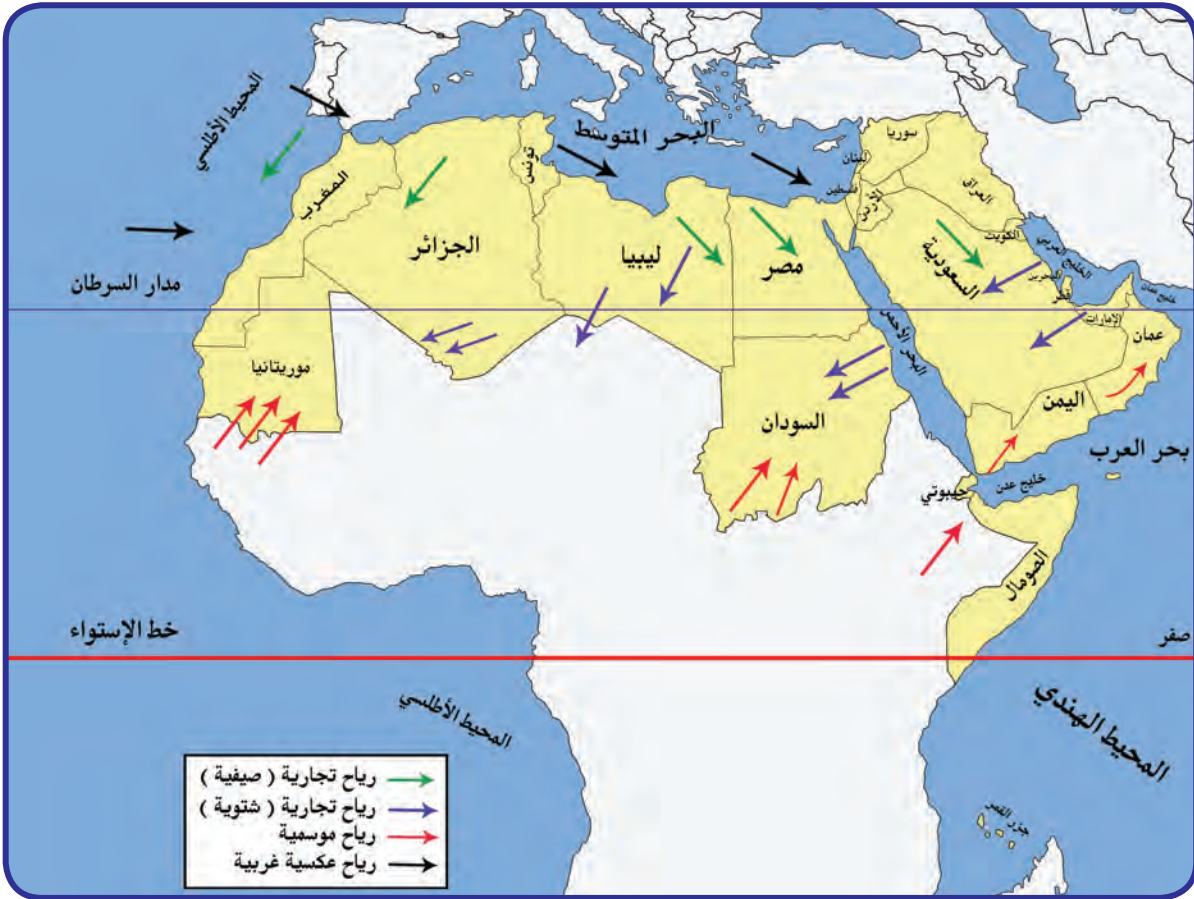 المحيط الأطلسي
البحر المتوسط
سوريا
لبنان
فلسطين
الأردن
العراق
الكويت
تونس
المغرب
الجزائر
ليبيا
مصر
السعودية
الخليج العربي
البحرين
قطر
خليج عمان
الإمارات
عمان
مدار السرطان
البحر الأحمر
موريتانيا
السودان
اليمن
بحر العرب
خليج عدن
جيبوتي
الصومال
خط الإستواء
صفر
المحيط الأطلسي
المحيط الهندي
جزر القمر
رياح تجارية ( صيفية )
رياح تجارية ( شتوية )
رياح موسمية
رياح عكسية غربية